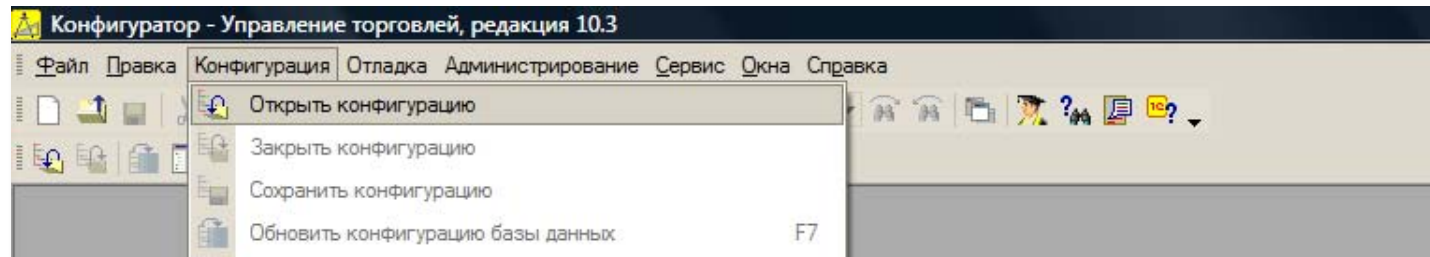 Конфигуратор - Управление торговлей, редакция 10.3
Файл Правка Конфигурация Отладка Администрирование Сервис Окна Справка
Открыть конфигурацию
Закрыть конфигурацию
Сохранить конфигурацию
Обновить конфигурацию базы данных F7